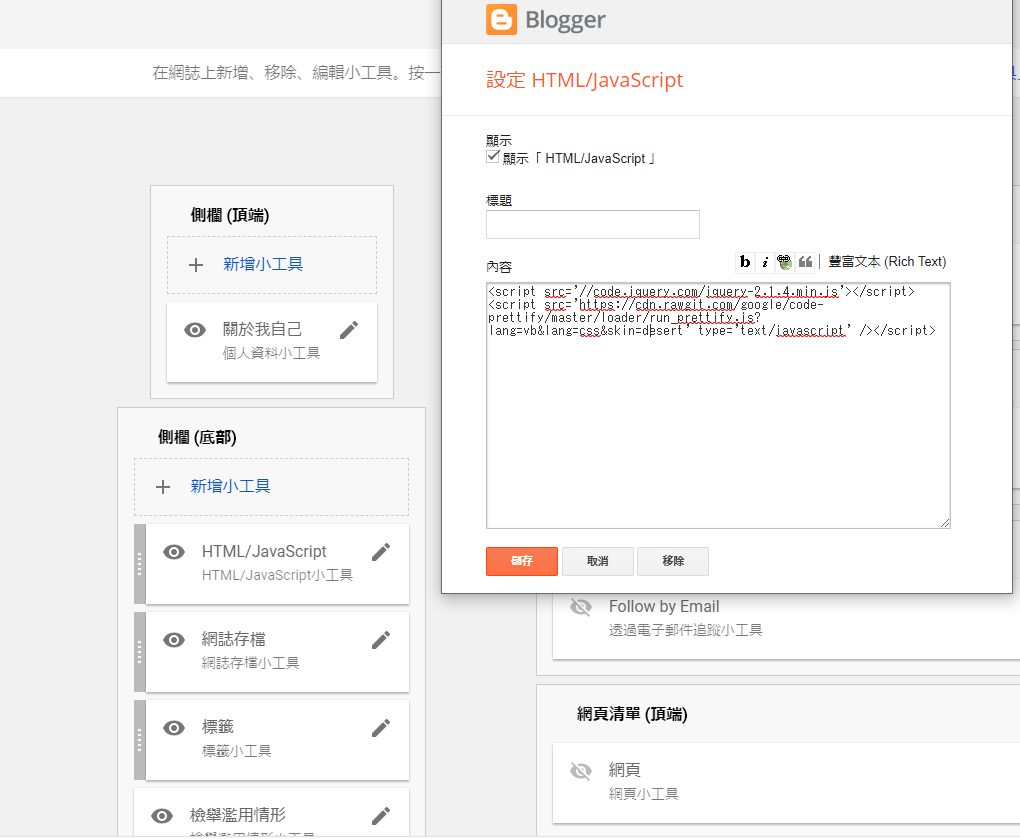 Blogger
在網誌上新增、移除、編輯小工具。按一
設定 HTML/JavaScript
顯示
顯示「 HTML/JavaScript 」
標題
內容
b i 豐富文本 (Rich Text)
<script src='//code.jquery.com/jquery-2.1.4.min.js'></script>
<script src='https://cdn.rawgit.com/google/code-
prettify/master/loader/run_prettify.js?
lang=vb&lang=css&skin=desert' type='text/javascript' /></script>
儲存 取消 移除
側欄 (頂端)
新增小工具
關於我自己
個人資料小工具
側欄 (底部)
新增小工具
HTML/JavaScript
HTML/JavaScript小工具
網誌存檔
網誌存檔小工具
標籤
標籤小工具
檢舉濫用情形
檢舉濫用情形小工具
Follow by Email
透過電子郵件追蹤小工具
網頁清單 (頂端)
網頁
網頁小工具